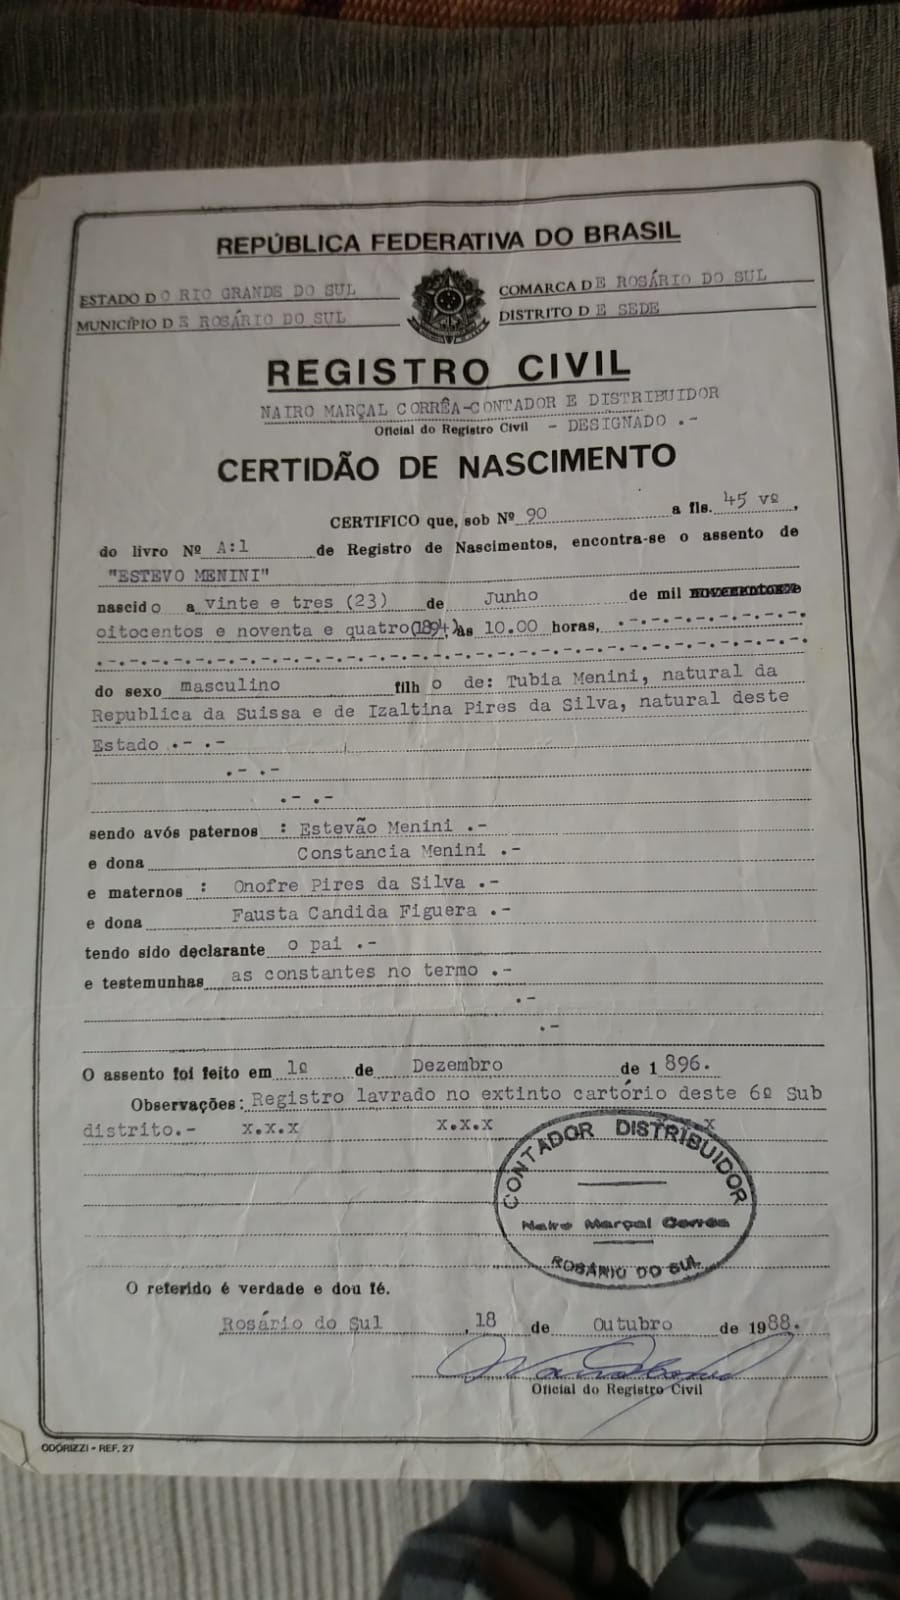 REPÚBLICA FEDERATIVA DO BRASIL
ESTADO DO RIO GRANDE DO SUL
MUNICÍPIO DE ROSÁRIO DO SUL
COMARCA DE ROSÁRIO DO SUL
DISTRITO DE SEDE
REGISTRO CIVIL
NAIRO MARÇAL CORRÊA-CONTADOR E DISTRIBUIDOR
Oficial do Registro Civil - DESIGNADO .-
CERTIDÃO DE NASCIMENTO
CERTIFICO que, sob Nº 90 a fls. 45 vº,
do livro Nº A:1 de Registro de Nascimentos, encontra-se o assento de
"ESTEVO MENINI"
nascido a vinte e tres (23) de Junho de mil novecentos e
oitocentos e noventa e quatro(1894) às 10.00 horas, .-.-.-.-.-.-.-.-.-.
.-.-.-.-.-.-.-.-.-.-.-.-.-.-.-.-.-.-.-.-.-.-.-.-.-.-.-.-.-.-.-.
do sexo masculino filho de: Tubia Menini, natural da
Republica da Suissa e de Izaltina Pires da Silva, natural deste
Estado .- .-
.- .-
.- .-
sendo avós paternos : Estevão Menini .-
e dona Constancia Menini .-
e maternos : Onofre Pires da Silva .-
e dona Fausta Candida Figuera .-
tendo sido declarante o pai .-
e testemunhas as constantes no termo .-
.-
.-
O assento foi feito em 1º de Dezembro de 1896.
Observações: Registro lavrado no extinto cartório deste 6º Sub
distrito.- x.x.x x.x.x x.x
CONTADOR DISTRIBUIDOR
Nairo Marçal Corrêa
ROSÁRIO DO SUL
O referido é verdade e dou fé.
Rosário do Sul, 18 de Outubro de 1988.
Oficial do Registro Civil
ODORIZZI - REF. 27